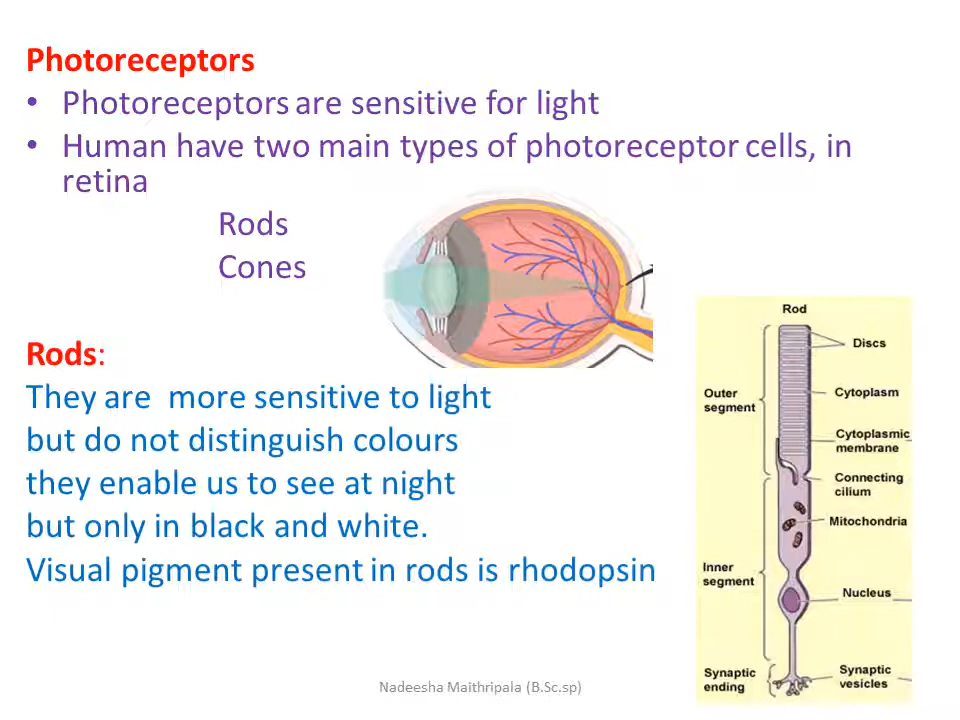 Photoreceptors
• Photoreceptors are sensitive for light
• Human have two main types of photoreceptor cells, in
retina
Rods
Cones
Rods:
They are more sensitive to light
but do not distinguish colours
they enable us to see at night
but only in black and white.
Visual pigment present in rods is rhodopsin
Rod
Discs
Outer
segment
Cytoplasm
Cytoplasmic
membrane
Connecting
cilium
Mitochondria
Inner
segment
Nucleus
Synaptic
ending
Synaptic
vesicles
Nadeesha Maithripala (B.Sc.sp)